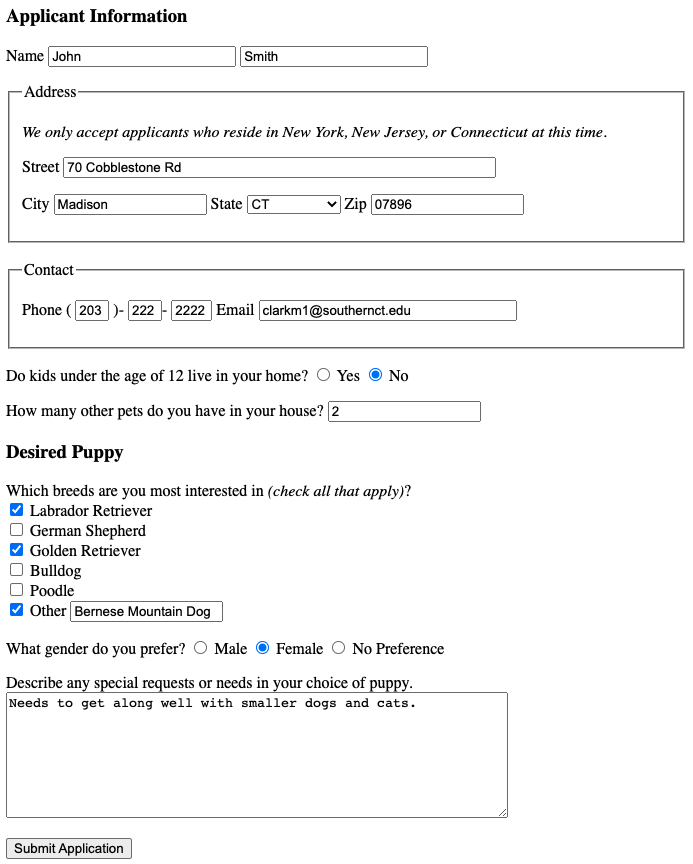 Applicant Information
Name John Smith
Address
We only accept applicants who reside in New York, New Jersey, or Connecticut at this time.
Street 70 Cobblestone Rd
City Madison State CT Zip 07896
Contact
Phone ( 203 )- 222 - 2222 Email clarkm1@southernct.edu
Do kids under the age of 12 live in your home? Yes No
How many other pets do you have in your house? 2
Desired Puppy
Which breeds are you most interested in (check all that apply)?
Labrador Retriever
German Shepherd
Golden Retriever
Bulldog
Poodle
Other Bernese Mountain Dog
What gender do you prefer? Male Female No Preference
Describe any special requests or needs in your choice of puppy.
Needs to get along well with smaller dogs and cats.
Submit Application